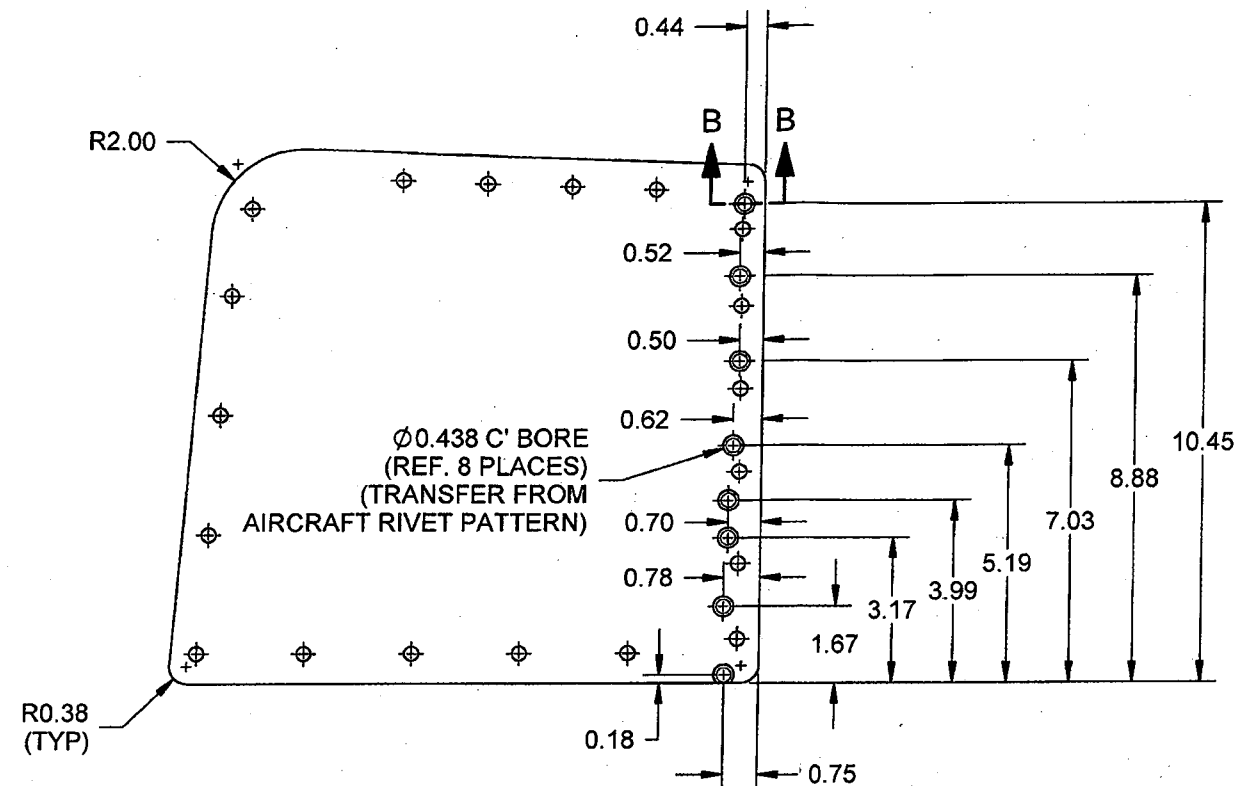 0.44
B
B
R2.00
0.52
0.50
0.62
Ø0.438 C' BORE
(REF. 8 PLACES)
(TRANSFER FROM
AIRCRAFT RIVET PATTERN)
0.70
0.78
10.45
8.88
7.03
5.19
3.99
3.17
1.67
R0.38
(TYP)
0.18
0.75